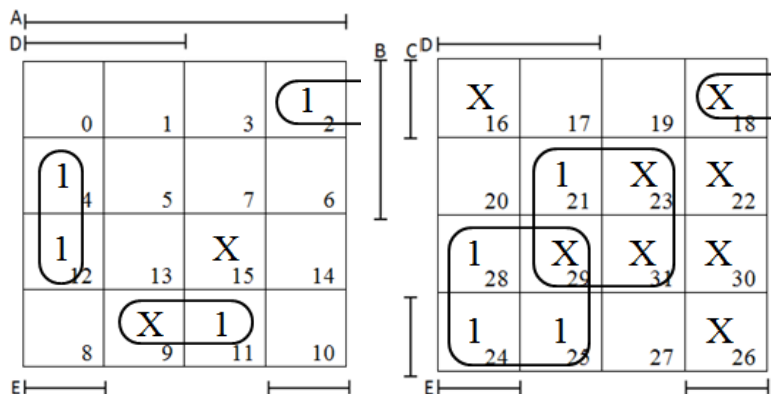 A
D B C D
1 X X
0 1 3 2 16 17 19 18
1 1 X X
4 5 7 6 20 21 23 22
1 X 1 X X X
12 13 15 14 28 29 31 30
X 1 1 1 X
8 9 11 10 24 25 27 26
E E